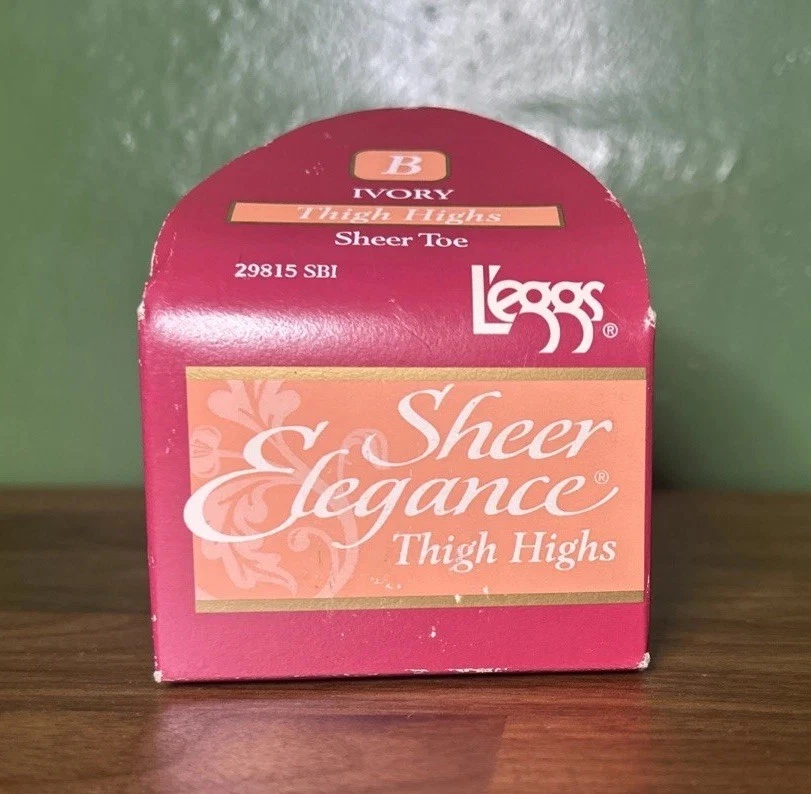 B
IVORY
Thigh Highs
Sheer Toe
29815 SBI
L'eggs®
Sheer
Elegance®
Thigh Highs